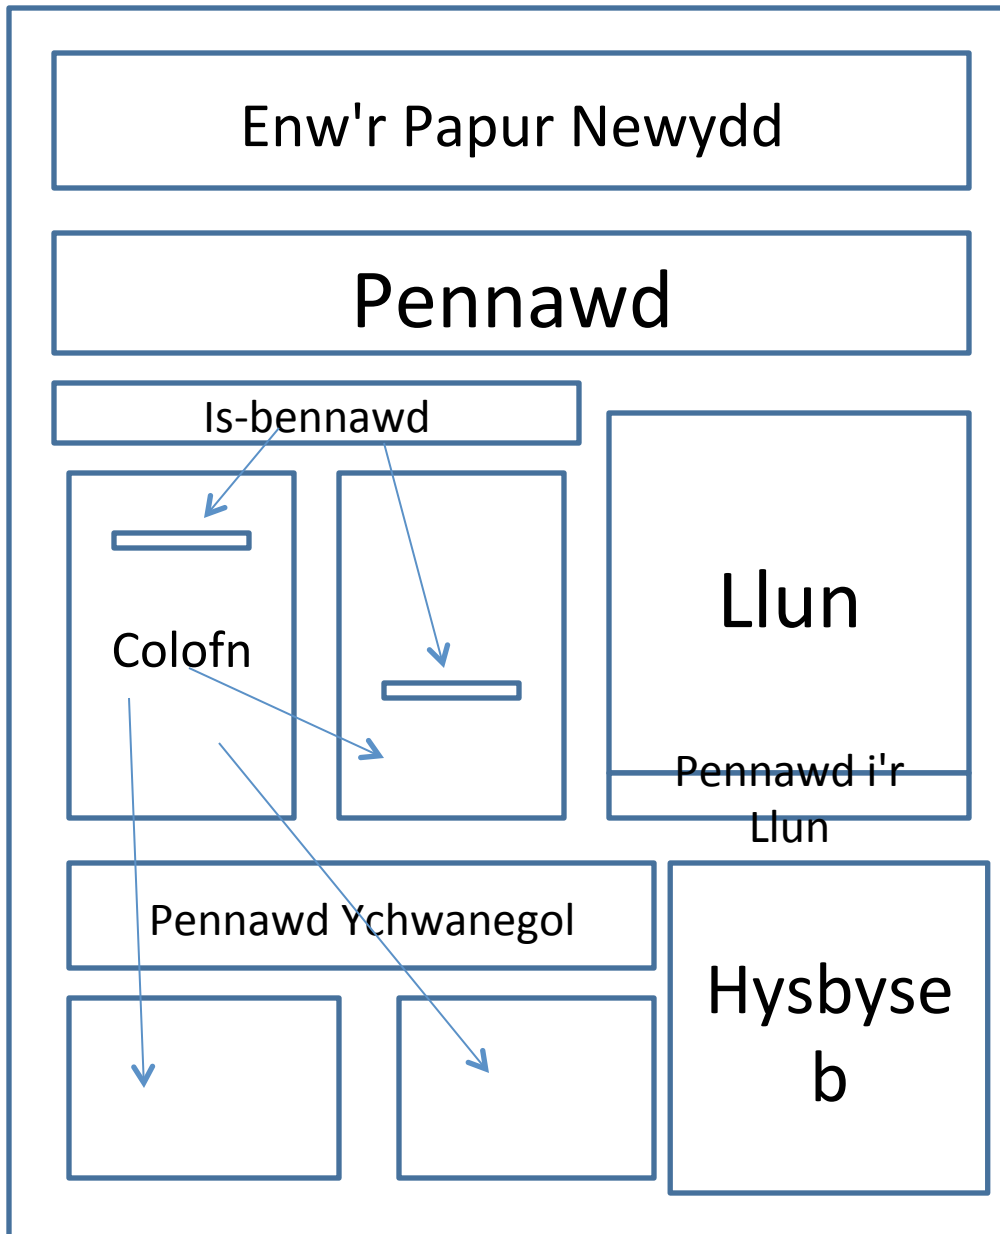 Enw'r Papur Newydd
Pennawd
Is-bennawd
Colofn
Llun
Pennawd i'r
Llun
Pennawd Ychwanegol
Hysbyse
b